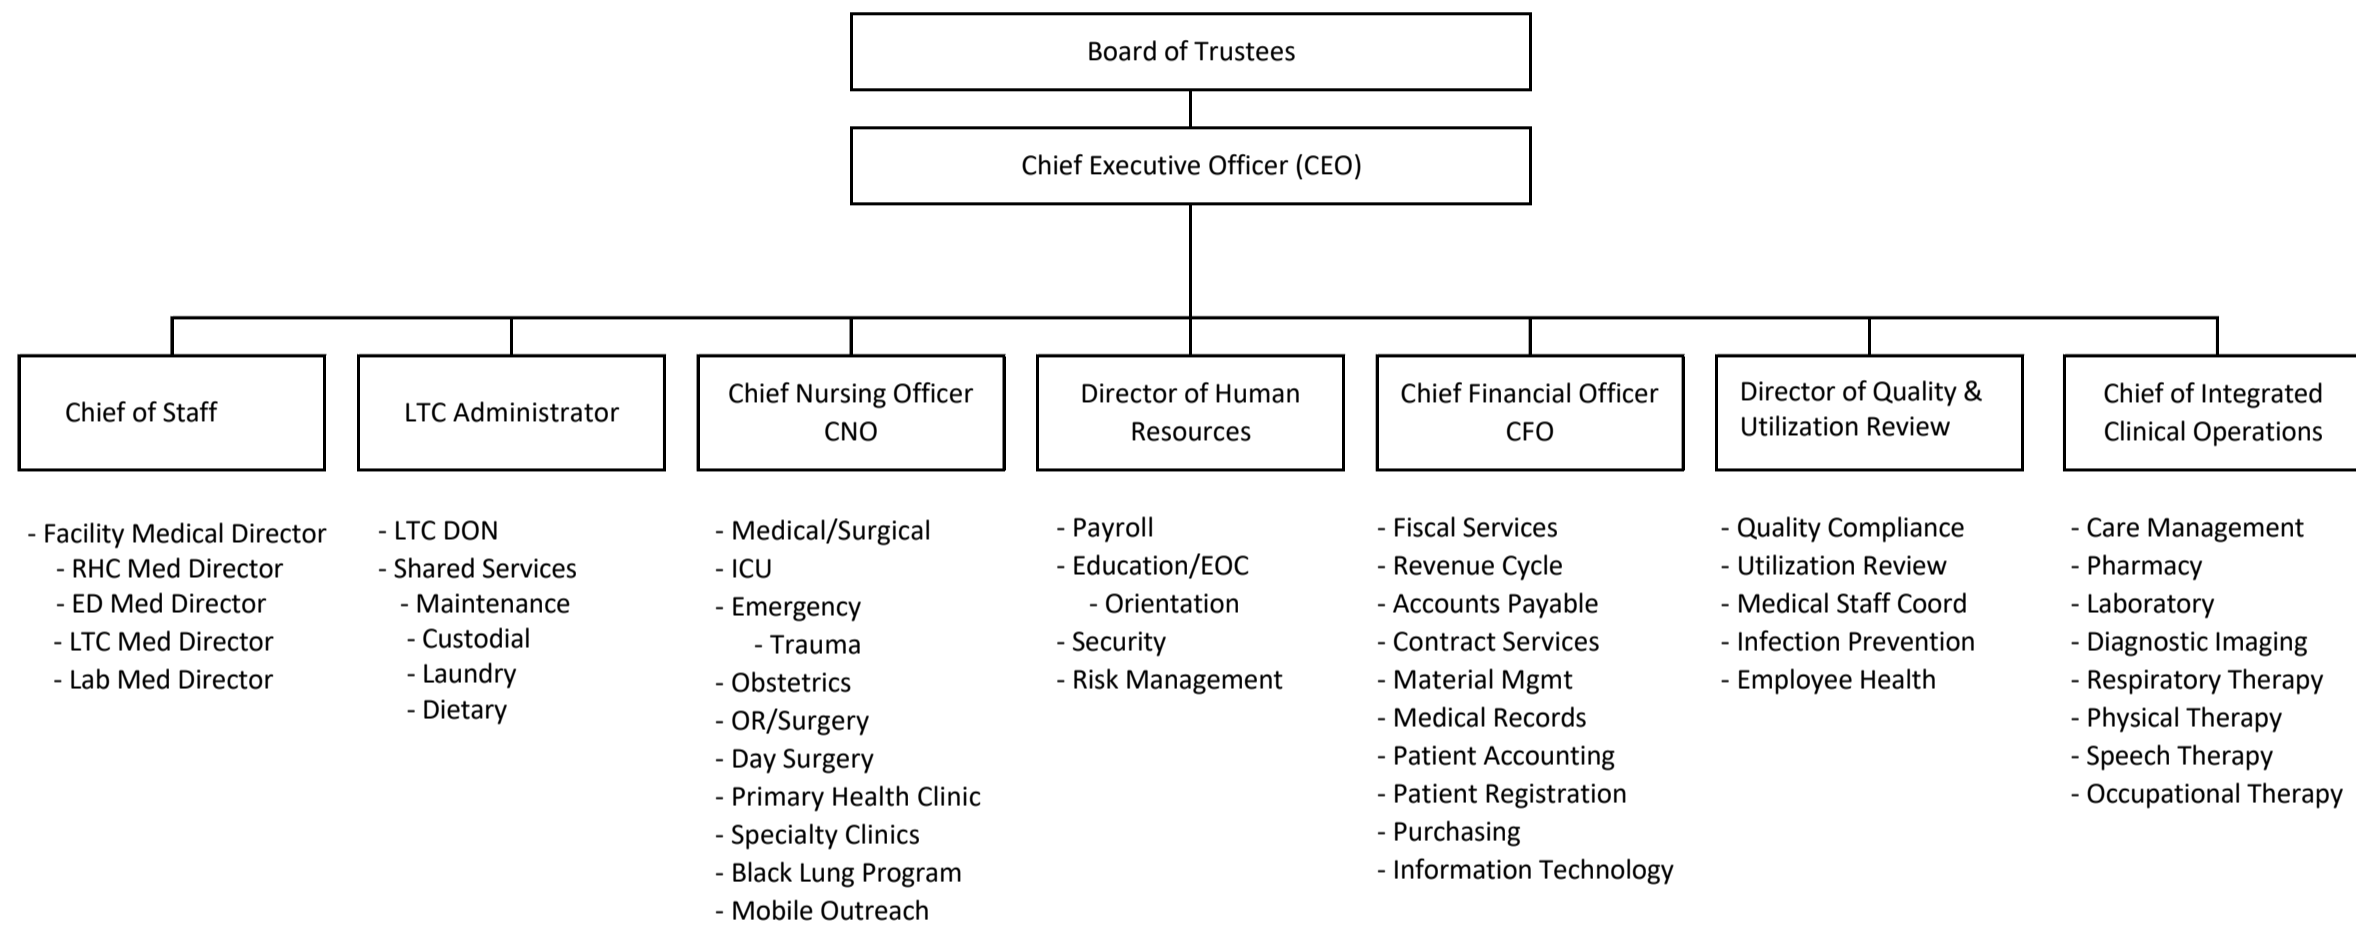 Board of Trustees
Chief Executive Officer (CEO)
Chief of Staff
- Facility Medical Director
- RHC Med Director
- ED Med Director
- LTC Med Director
- Lab Med Director
LTC Administrator
- LTC DON
- Shared Services
- Maintenance
- Custodial
- Laundry
- Dietary
Chief Nursing Officer
CNO
- Medical/Surgical
- ICU
- Emergency
- Trauma
- Obstetrics
- OR/Surgery
- Day Surgery
- Primary Health Clinic
- Specialty Clinics
- Black Lung Program
- Mobile Outreach
Director of Human
Resources
- Payroll
- Education/EOC
- Orientation
- Security
- Risk Management
Chief Financial Officer
CFO
- Fiscal Services
- Revenue Cycle
- Accounts Payable
- Contract Services
- Material Mgmt
- Medical Records
- Patient Accounting
- Patient Registration
- Purchasing
- Information Technology
Director of Quality &
Utilization Review
- Quality Compliance
- Utilization Review
- Medical Staff Coord
- Infection Prevention
- Employee Health
Chief of Integrated
Clinical Operations
- Care Management
- Pharmacy
- Laboratory
- Diagnostic Imaging
- Respiratory Therapy
- Physical Therapy
- Speech Therapy
- Occupational Therapy